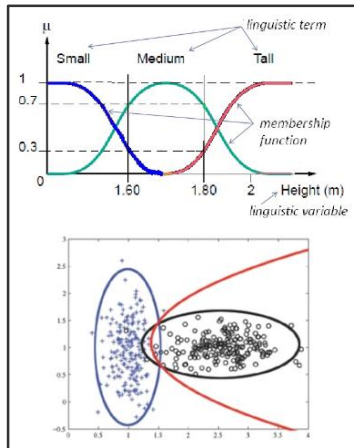 μ
linguistic term
Small Medium Tall
1
0.7
membership
function
0.3
0 1.60 1.80 2 Height (m)
linguistic variable
3
2.5
2
1.5
1
0.5
0
-0.5
0 0.5 1 1.5 2 2.5 3 3.5 4